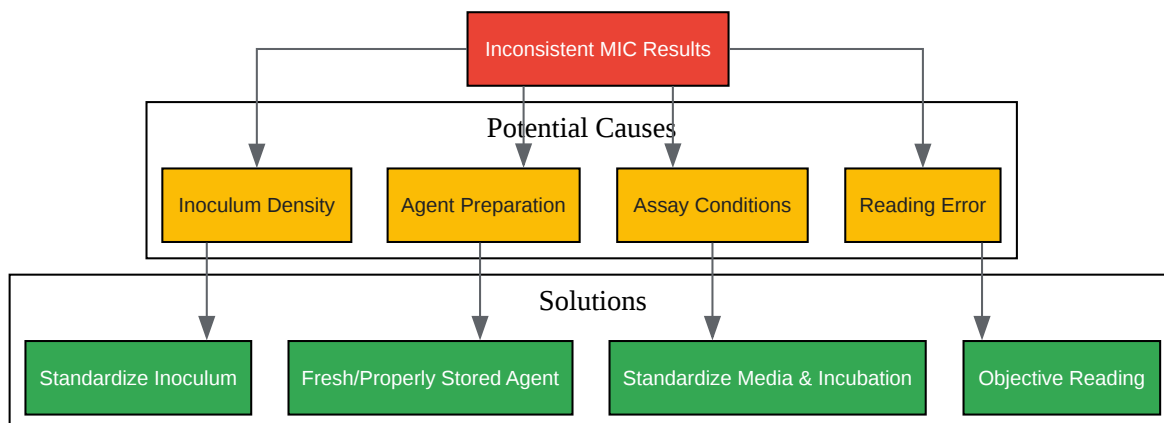 Inconsistent MIC Results
Potential Causes
Inoculum Density
Agent Preparation
Assay Conditions
Reading Error
Solutions
Standardize Inoculum
Fresh/Properly Stored Agent
Standardize Media & Incubation
Objective Reading